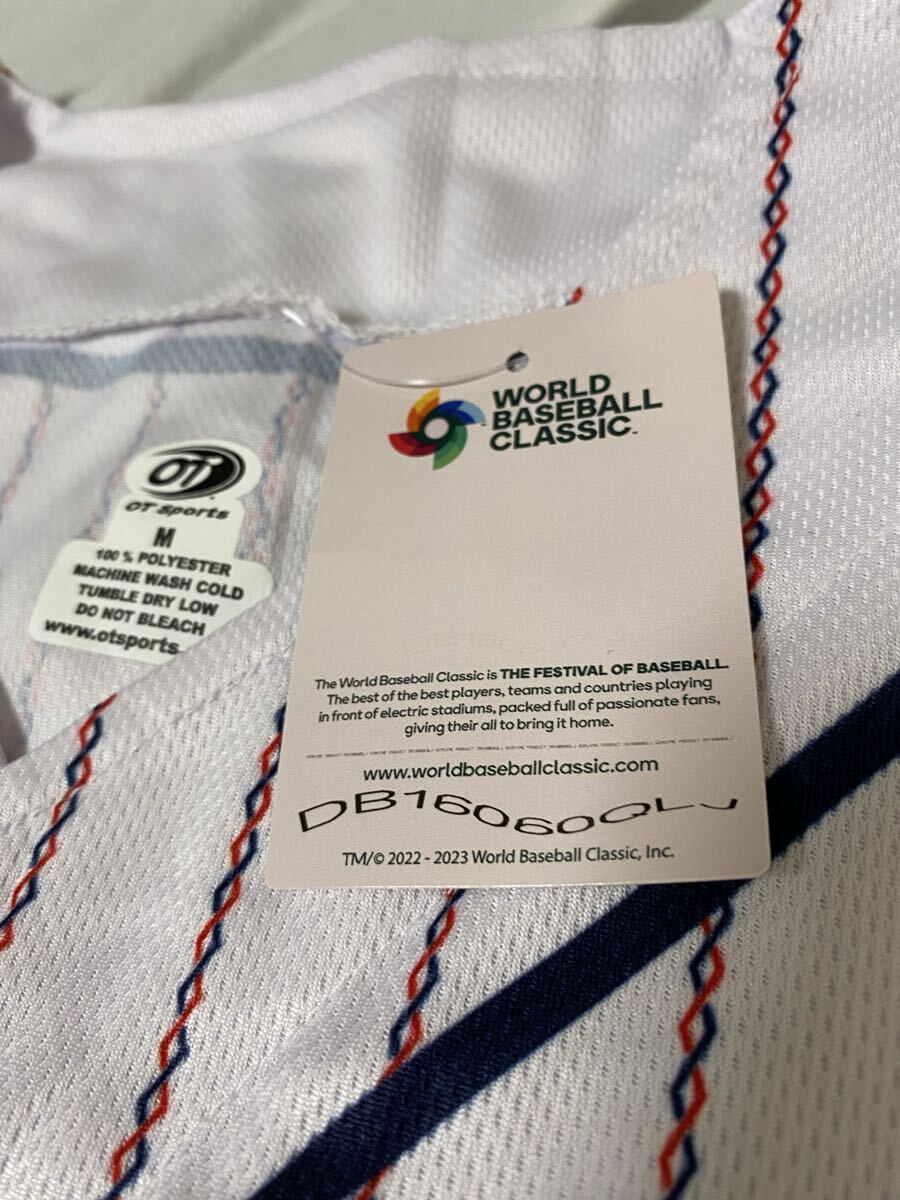 WORLD
BASEBALL
CLASSIC™
OT
OT Sports
M
100 % POLYESTER
MACHINE WASH COLD
TUMBLE DRY LOW
DO NOT BLEACH
www.otsports.
The World Baseball Classic is THE FESTIVAL OF BASEBALL.
The best of the best players, teams and countries playing
in front of electric stadiums, packed full of passionate fans,
giving their all to bring it home.
www.worldbaseballclassic.com
DB16060QLJ
TM/© 2022 - 2023 World Baseball Classic, Inc.